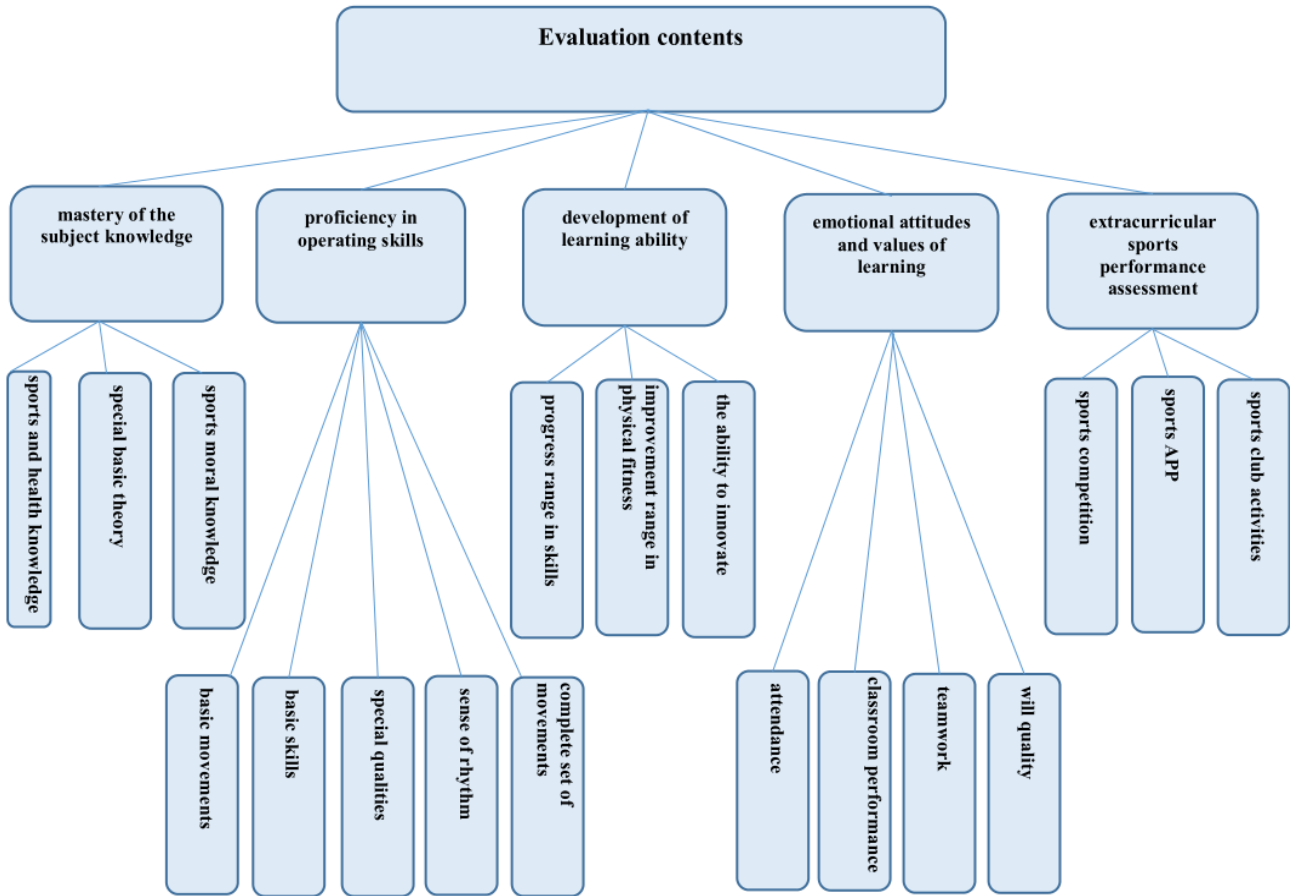 Evaluation contents
mastery of the
subject knowledge
proficiency in
operating skills
development of
learning ability
emotional attitudes
and values of
learning
extracurricular
sports
performance
assessment
sports and health knowledge
special basic theory
sports moral knowledge
progress range in skills
improvement range in
physical fitness
the ability to innovate
sports competition
sports APP
sports club activities
basic movements
basic skills
special qualities
sense of rhythm
complete set of
movements
attendance
classroom performance
teamwork
will quality